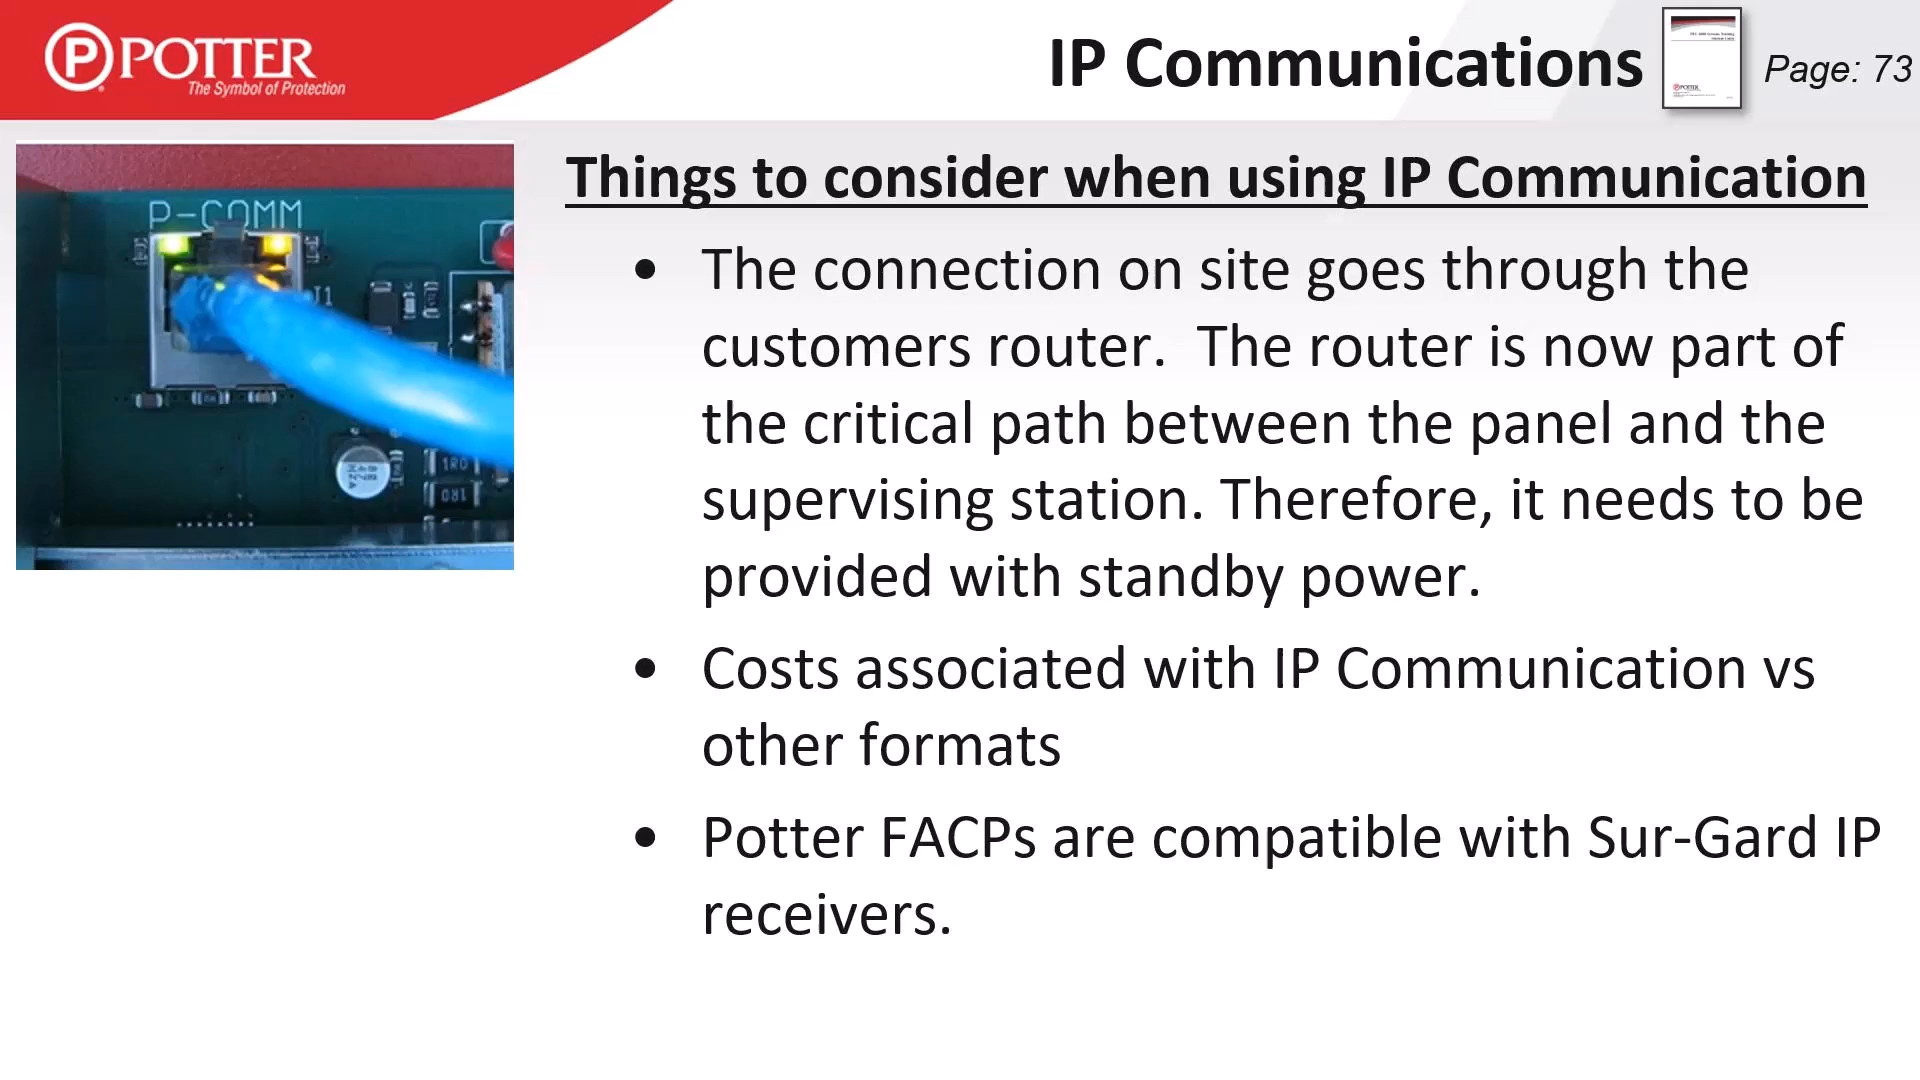 POTTER
The Symbol of Protection
IP Communications
Page: 73
P-COMM
J1
1R0
1R0
Things to consider when using IP Communication
• The connection on site goes through the
customers router.  The router is now part of
the critical path between the panel and the
supervising station. Therefore, it needs to be
provided with standby power.
• Costs associated with IP Communication vs
other formats
• Potter FACPs are compatible with Sur-Gard IP
receivers.